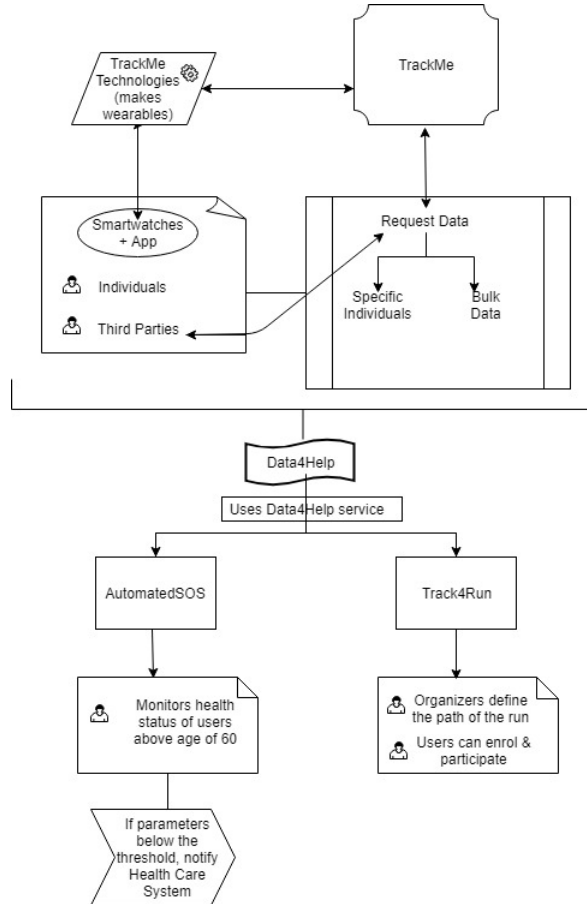 TrackMe
Technologies
(makes
wearables)
TrackMe
Smartwatches
+ App
Individuals
Third Parties
Request Data
Specific
Individuals
Bulk
Data
Data4Help
Uses Data4Help service
AutomatedSOS
Track4Run
Monitors health
status of users
above age of 60
Organizers define
the path of the run
Users can enrol &
participate
If parameters
below the
threshold, notify
Health Care
System